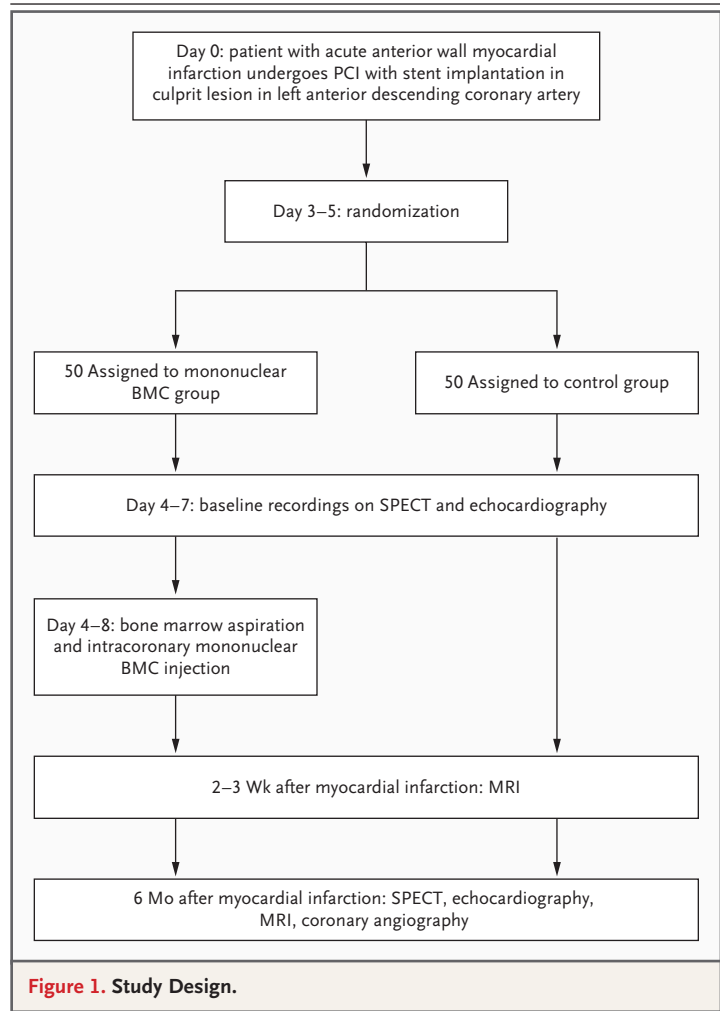 Day 0: patient with acute anterior wall myocardial
infarction undergoes PCI with stent implantation in
culprit lesion in left anterior descending coronary artery
Day 3–5: randomization
50 Assigned to mononuclear
BMC group
50 Assigned to control group
Day 4–7: baseline recordings on SPECT and echocardiography
Day 4–8: bone marrow aspiration
and intracoronary mononuclear
BMC injection
2–3 Wk after myocardial infarction: MRI
6 Mo after myocardial infarction: SPECT, echocardiography,
MRI, coronary angiography
Figure 1. Study Design.